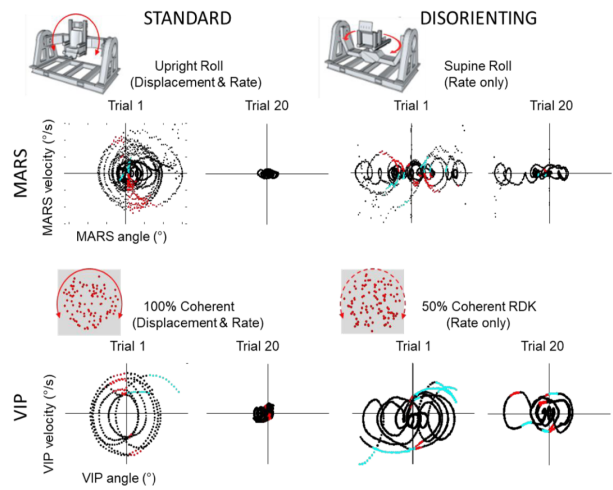 STANDARD
DISORIENTING
Upright Roll
(Displacement & Rate)
Supine Roll
(Rate only)
Trial 1
Trial 20
Trial 1
Trial 20
MARS
MARS velocity (°/s)
MARS angle (°)
100% Coherent
(Displacement & Rate)
50% Coherent RDK
(Rate only)
Trial 1
Trial 20
Trial 1
Trial 20
VIP
VIP velocity (°/s)
VIP angle (°)